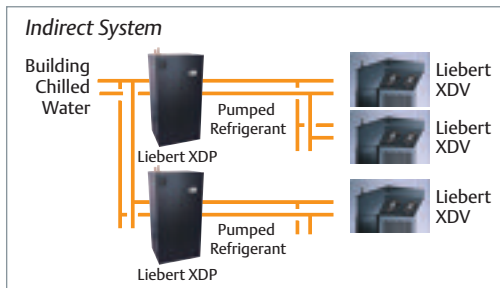 Indirect System
Building
Chilled
Water
Pumped
Refrigerant
Liebert XDP
Liebert
XDV
Liebert
XDV
Pumped
Refrigerant
Liebert XDP
Liebert
XDV